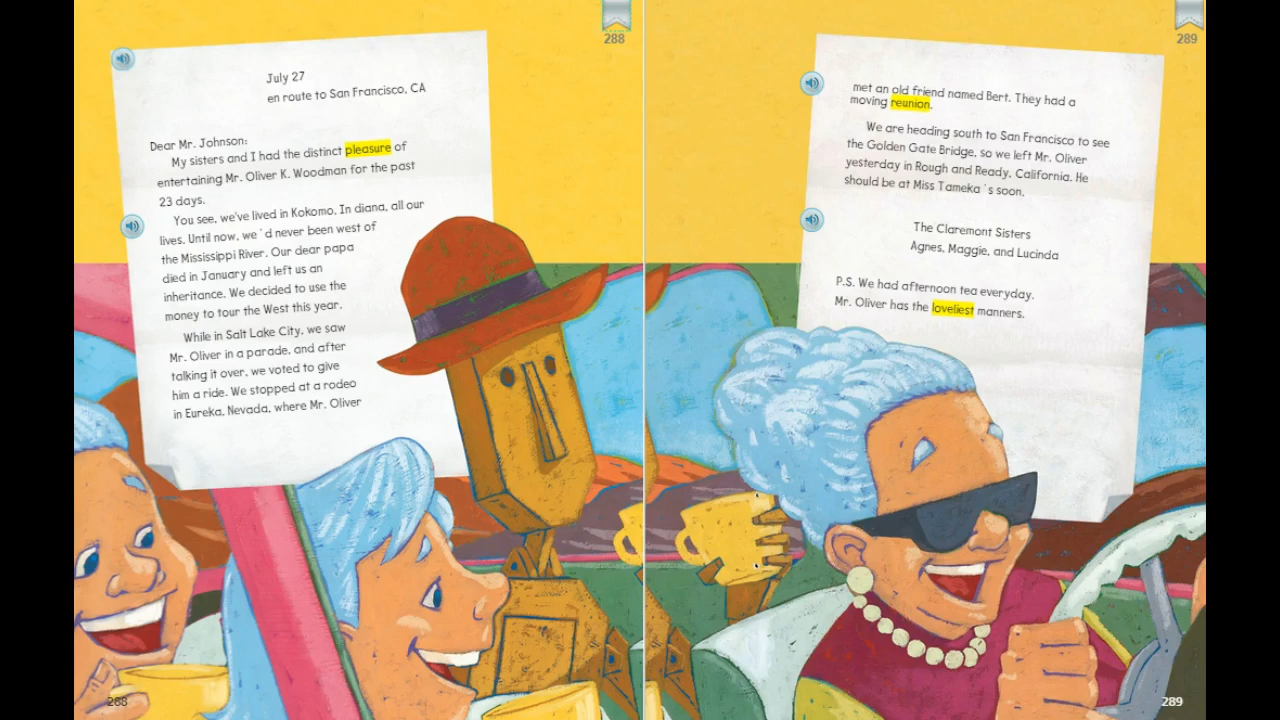 288
July 27
en route to San Francisco, CA
Dear Mr. Johnson:
My sisters and I had the distinct pleasure of
entertaining Mr. Oliver K. Woodman for the past
23 days.
You see, we've lived in Kokomo, In diana, all our
lives. Until now, we ' d never been west of
the Mississippi River. Our dear papa
died in January and left us an
inheritance. We decided to use the
money to tour the West this year.
While in Salt Lake City, we saw
Mr. Oliver in a parade, and after
talking it over, we voted to give
him a ride. We stopped at a rodeo
in Eureka, Nevada, where Mr. Oliver
288
289
met an old friend named Bert. They had a
moving reunion.
We are heading south to San Francisco to see
the Golden Gate Bridge, so we left Mr. Oliver
yesterday in Rough and Ready, California. He
should be at Miss Tameka ' s soon.
The Claremont Sisters
Agnes, Maggie, and Lucinda
P.S. We had afternoon tea everyday.
Mr. Oliver has the loveliest manners.
289